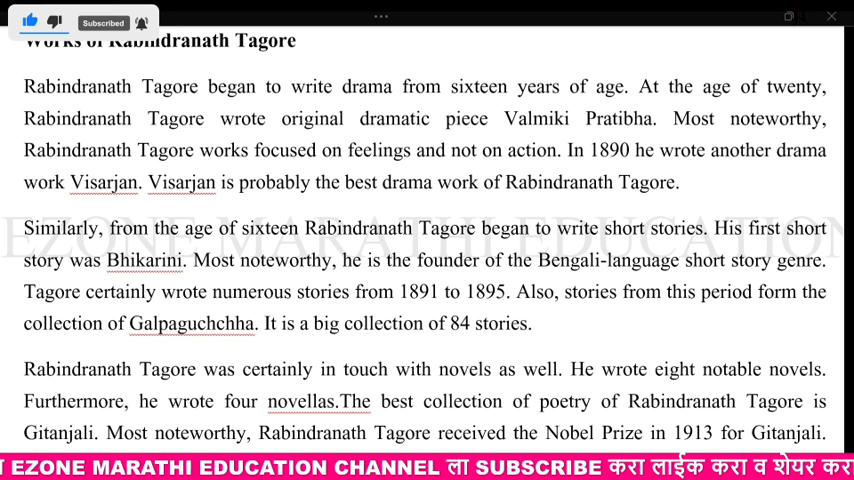 Subscribed
Works of Rabindranath Tagore
Rabindranath Tagore began to write drama from sixteen years of age. At the age of twenty,
Rabindranath Tagore wrote original dramatic piece Valmiki Pratibha. Most noteworthy,
Rabindranath Tagore works focused on feelings and not on action. In 1890 he wrote another drama
work Visarjan. Visarjan is probably the best drama work of Rabindranath Tagore.
EZONE MARATHI EDUCATION
Similarly, from the age of sixteen Rabindranath Tagore began to write short stories. His first short
story was Bhikarini. Most noteworthy, he is the founder of the Bengali-language short story genre.
Tagore certainly wrote numerous stories from 1891 to 1895. Also, stories from this period form the
collection of Galpaguchchha. It is a big collection of 84 stories.
Rabindranath Tagore was certainly in touch with novels as well. He wrote eight notable novels.
Furthermore, he wrote four novellas.The best collection of poetry of Rabindranath Tagore is
Gitanjali. Most noteworthy, Rabindranath Tagore received the Nobel Prize in 1913 for Gitanjali.
EZONE MARATHI EDUCATION CHANNEL ला SUBSCRIBE करा लाईक करा व शेयर करा